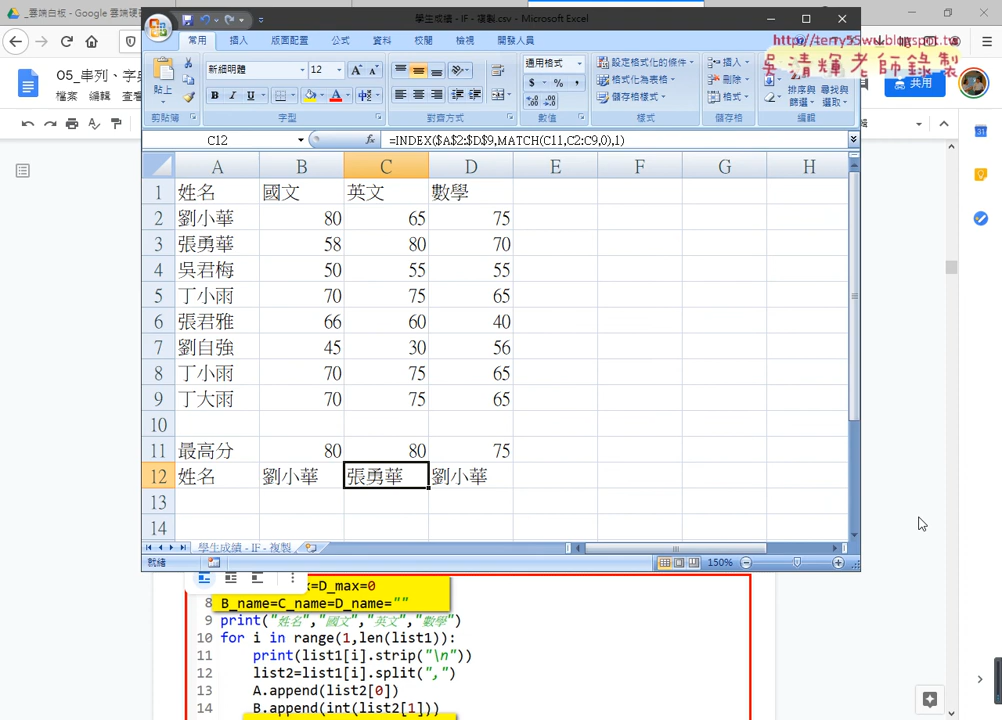 _雲端白板 - Google 雲端硬碟
學生成績 - IF - 複製.csv - Microsoft Excel
http://terry55wu.blogspot.tw
吳清輝老師錄製
05_串列、字典
檔案 編輯 查看
共用
常用 插入 版面配置 公式 資料 校閱 檢視 開發人員
貼上
新細明體 12
B I U
通用格式
$ % ,
設定格式化的條件
格式化為表格
儲存格樣式
插入
刪除
格式
排序與篩選
尋找與選取
剪貼簿 字型 對齊方式 數值 樣式 儲存格 編輯
C12 fx =INDEX($A$2:$D$9,MATCH(C11,C2:C9,0),1)
A B C D E F G H
1 姓名 國文 英文 數學
2 劉小華 80 65 75
3 張勇華 58 80 70
4 吳君梅 50 55 55
5 丁小雨 70 75 65
6 張君雅 66 60 40
7 劉自強 45 30 56
8 丁小雨 70 75 65
9 丁大雨 70 75 65
10
11 最高分 80 80 75
12 姓名 劉小華 張勇華 劉小華
13
14
學生成績 - IF - 複製
就緒 150%
x=D_max=0
8 B_name=C_name=D_name=""
9 print("姓名","國文","英文","數學")
10 for i in range(1,len(list1)):
11 print(list1[i].strip("\n"))
12 list2=list1[i].split(",")
13 A.append(list2[0])
14 B.append(int(list2[1]))